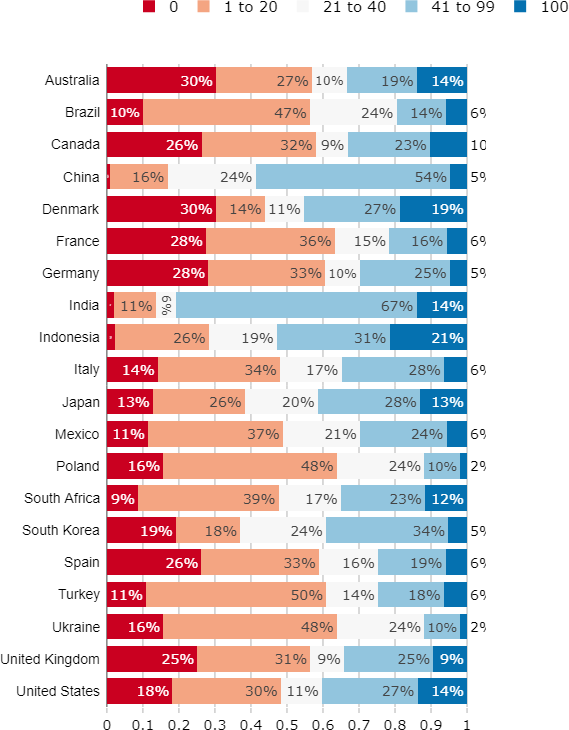 0 1 to 20 21 to 40 41 to 99 100
Australia 30% 27% 10% 19% 14%
Brazil 10% 47% 24% 14% 6%
Canada 26% 32% 9% 23% 10
China 16% 24% 54% 5%
Denmark 30% 14% 11% 27% 19%
France 28% 36% 15% 16% 6%
Germany 28% 33% 10% 25% 5%
India 11% 6% 67% 14%
Indonesia 26% 19% 31% 21%
Italy 14% 34% 17% 28% 6%
Japan 13% 26% 20% 28% 13%
Mexico 11% 37% 21% 24% 6%
Poland 16% 48% 24% 10% 2%
South Africa 9% 39% 17% 23% 12%
South Korea 19% 18% 24% 34% 5%
Spain 26% 33% 16% 19% 6%
Turkey 11% 50% 14% 18% 6%
Ukraine 16% 48% 24% 10% 2%
United Kingdom 25% 31% 9% 25% 9%
United States 18% 30% 11% 27% 14%
0 0.1 0.2 0.3 0.4 0.5 0.6 0.7 0.8 0.9 1